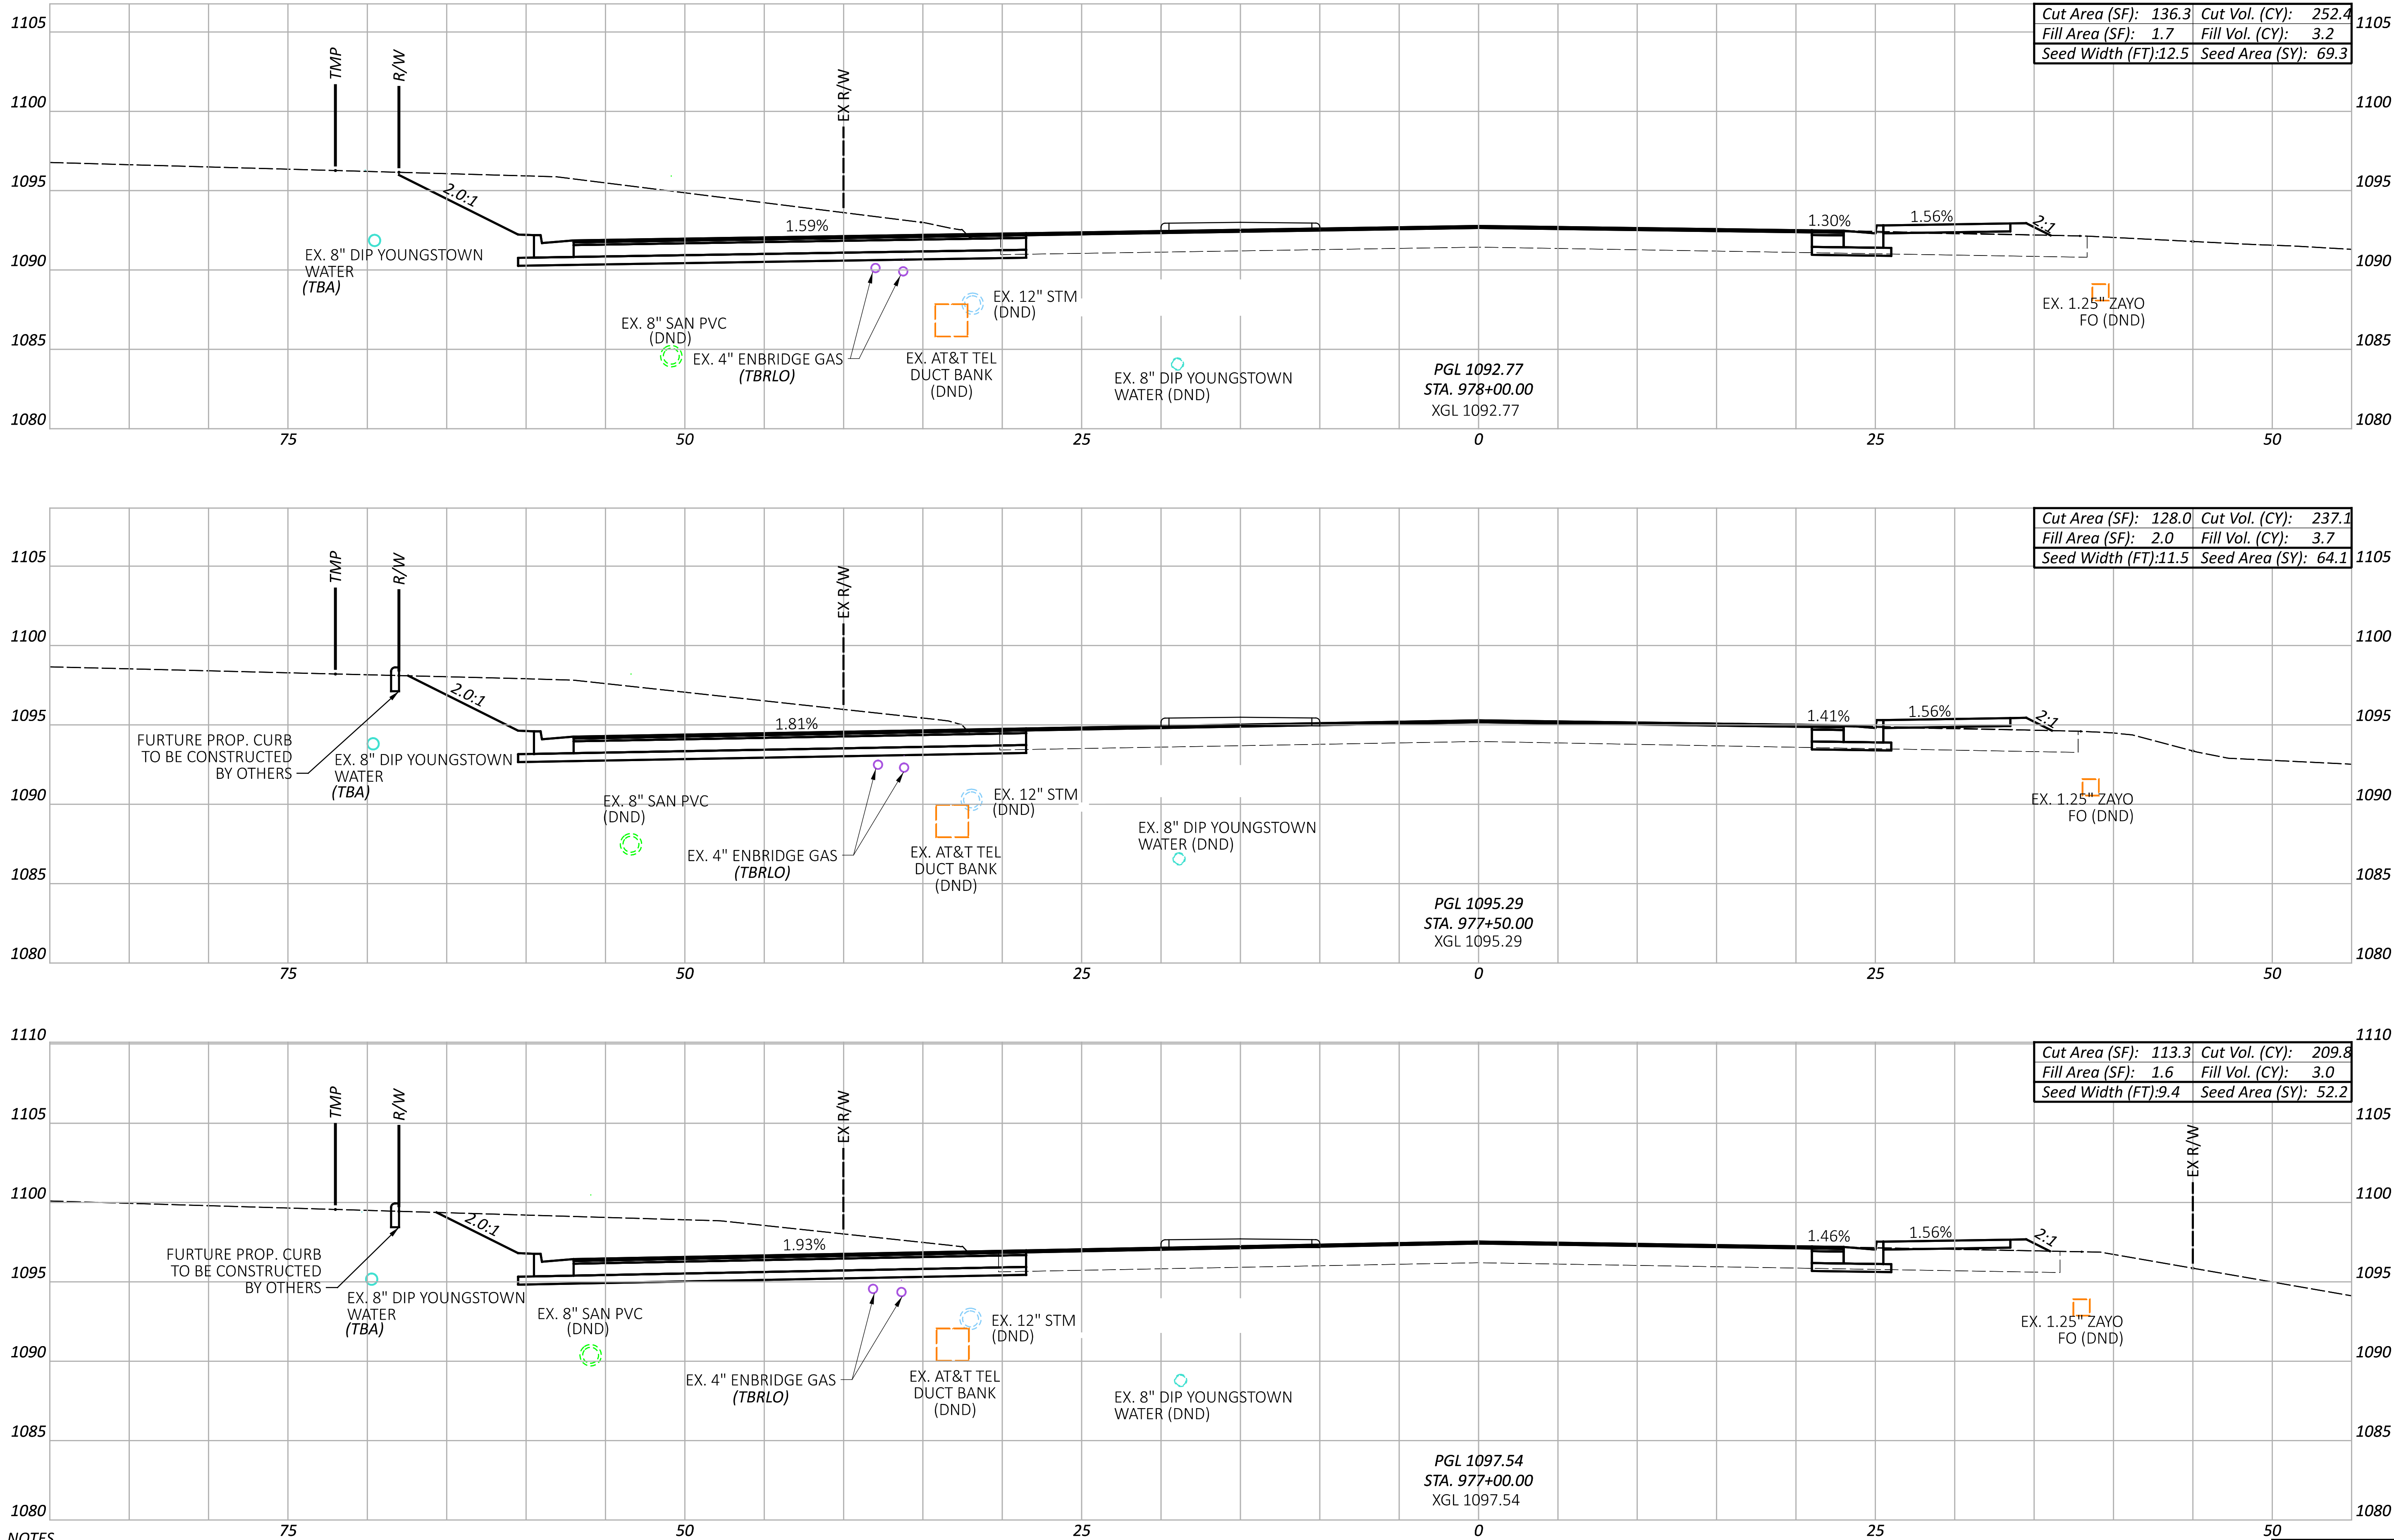 1105
Cut Area (SF): 136.3 Cut Vol. (CY): 252.4
1105
Fill Area (SF): 1.7 Fill Vol. (CY): 3.2
Seed Width (FT):12.5 Seed Area (SY): 69.3
TMP
R/W
EX R/W
1100
1100
1095
1095
2.0:1
1.59%
1.30%
1.56%
2:1
1090
1090
EX. 8" DIP YOUNGSTOWN
WATER
(TBA)
EX. 8" SAN PVC
(DND)
EX. 4" ENBRIDGE GAS
(TBRLO)
EX. 12" STM
(DND)
EX. AT&T TEL
DUCT BANK
(DND)
EX. 8" DIP YOUNGSTOWN
WATER (DND)
EX. 1.25" ZAYO
FO (DND)
1085
1085
PGL 1092.77
STA. 978+00.00
XGL 1092.77
1080
1080
75 50 25 0 25 50
Cut Area (SF): 128.0 Cut Vol. (CY): 237.1
Fill Area (SF): 2.0 Fill Vol. (CY): 3.7
Seed Width (FT):11.5 Seed Area (SY): 64.1
1105
1105
TMP
R/W
EX R/W
1100
1100
2.0:1
1095
1095
1.81%
1.41%
1.56%
2:1
FURTURE PROP. CURB
TO BE CONSTRUCTED
BY OTHERS
EX. 8" DIP YOUNGSTOWN
WATER
(TBA)
1090
1090
EX. 8" SAN PVC
(DND)
EX. 4" ENBRIDGE GAS
(TBRLO)
EX. 12" STM
(DND)
EX. AT&T TEL
DUCT BANK
(DND)
EX. 8" DIP YOUNGSTOWN
WATER (DND)
EX. 1.25" ZAYO
FO (DND)
1085
1085
PGL 1095.29
STA. 977+50.00
XGL 1095.29
1080
1080
75 50 25 0 25 50
1110
1110
Cut Area (SF): 113.3 Cut Vol. (CY): 209.8
Fill Area (SF): 1.6 Fill Vol. (CY): 3.0
Seed Width (FT):9.4 Seed Area (SY): 52.2
1105
1105
TMP
R/W
EX R/W
EX R/W
1100
1100
2.0:1
1.93%
1.46%
1.56%
2:1
1095
1095
FURTURE PROP. CURB
TO BE CONSTRUCTED
BY OTHERS
EX. 8" DIP YOUNGSTOWN
WATER
(TBA)
EX. 8" SAN PVC
(DND)
EX. 4" ENBRIDGE GAS
(TBRLO)
EX. 12" STM
(DND)
EX. AT&T TEL
DUCT BANK
(DND)
EX. 8" DIP YOUNGSTOWN
WATER (DND)
EX. 1.25" ZAYO
FO (DND)
1090
1090
1085
1085
PGL 1097.54
STA. 977+00.00
XGL 1097.54
1080
1080
75 50 25 0 25 50
NOTES